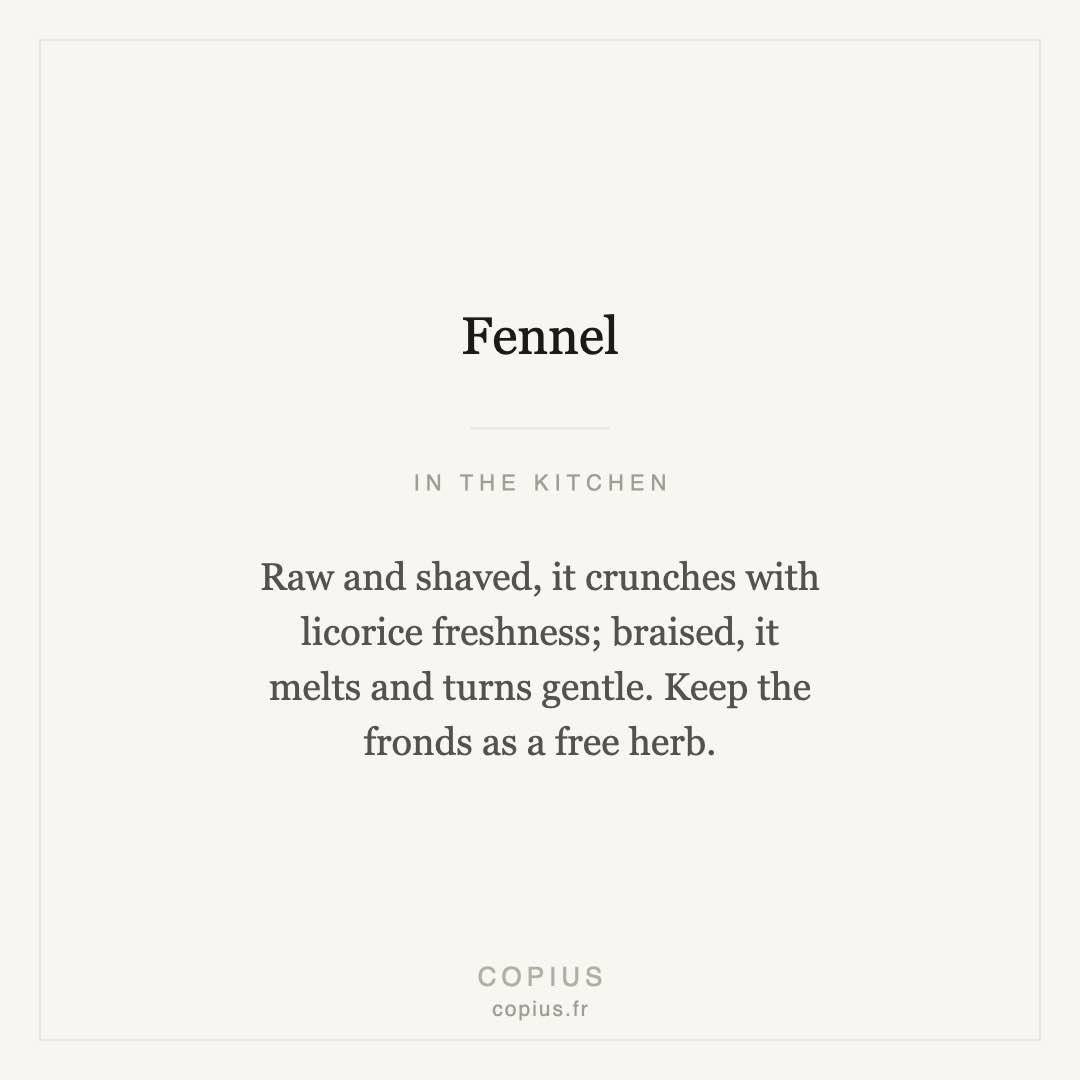 Fennel
IN THE KITCHEN
Raw and shaved, it crunches with
licorice freshness; braised, it
melts and turns gentle. Keep the
fronds as a free herb.
COPIUS
copius.fr